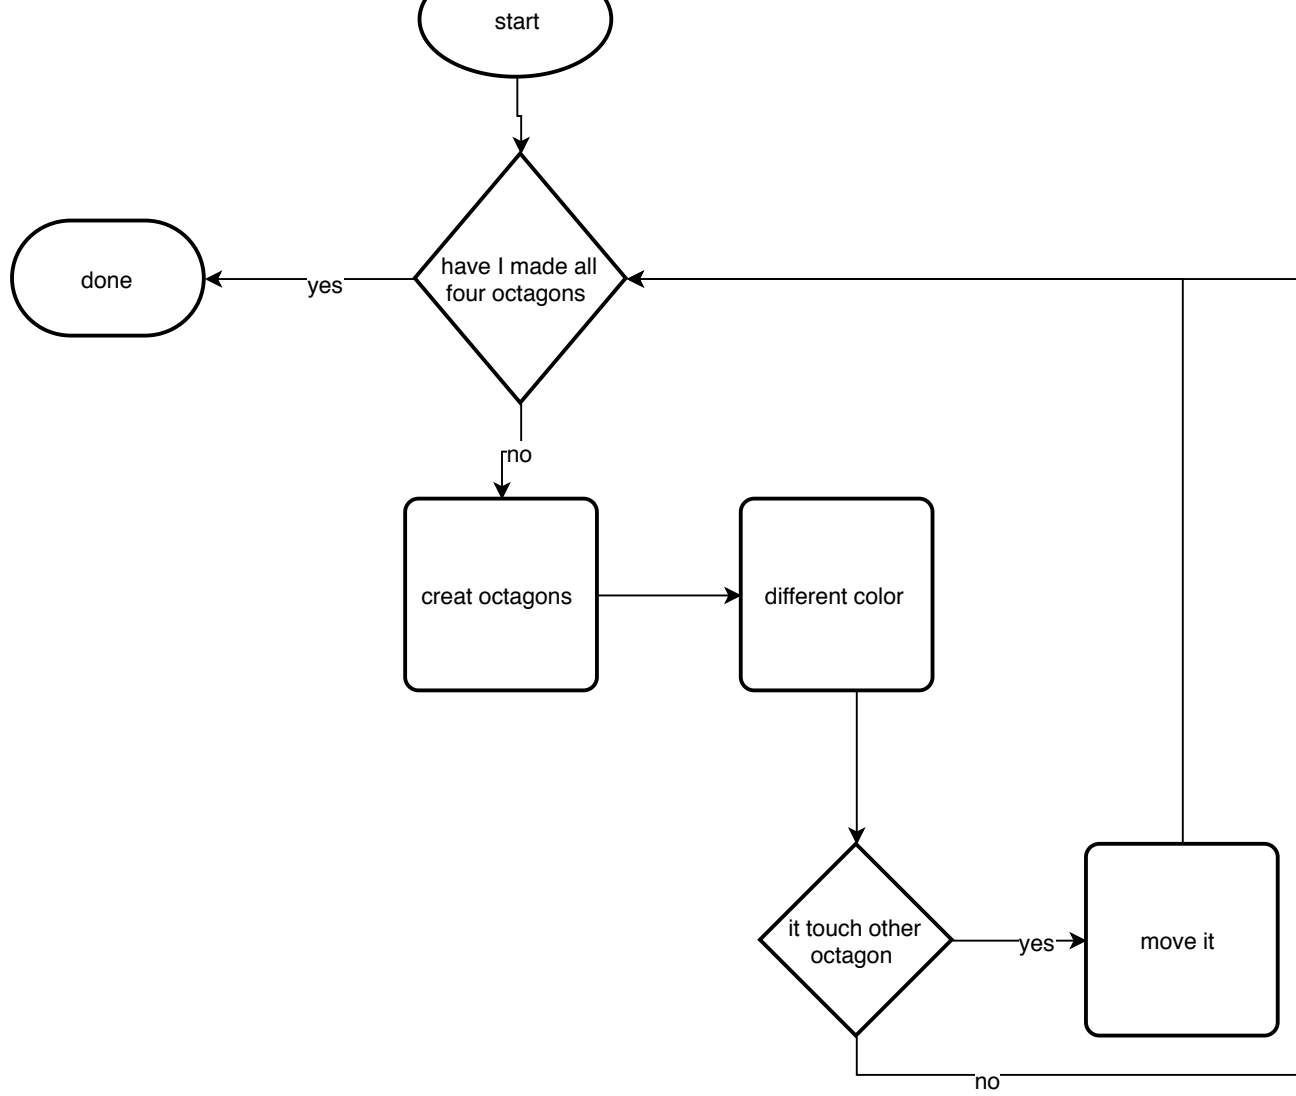 start
have I made all
four octagons
done
yes
no
creat octagons
different color
it touch other
octagon
yes
move it
no